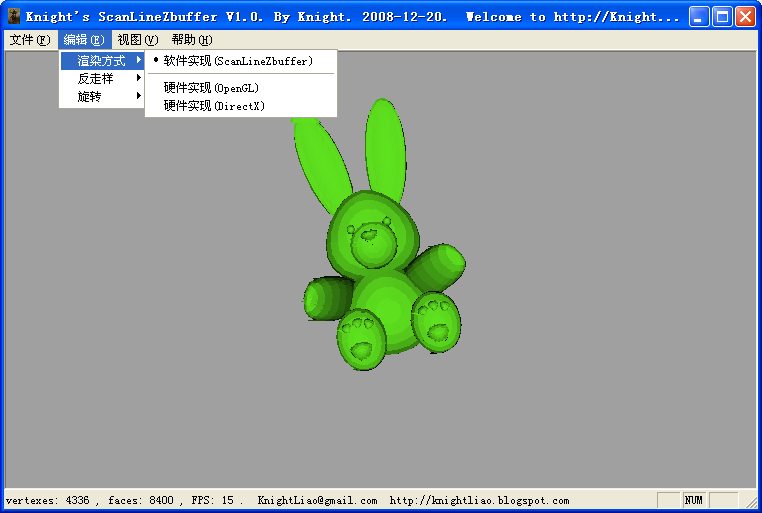 Knight's ScanLineZbuffer V1.0. By Knight. 2008-12-20.  Welcome to http://Knight...
文件(F) 编辑(E) 视图(V) 帮助(H)
渲染方式
反走样
旋转
软件实现(ScanLineZbuffer)
硬件实现(OpenGL)
硬件实现(DirectX)
vertexes: 4336 , faces: 8400 , FPS: 15 .  KnightLiao@gmail.com  http://knightliao.blogspot.com NUM